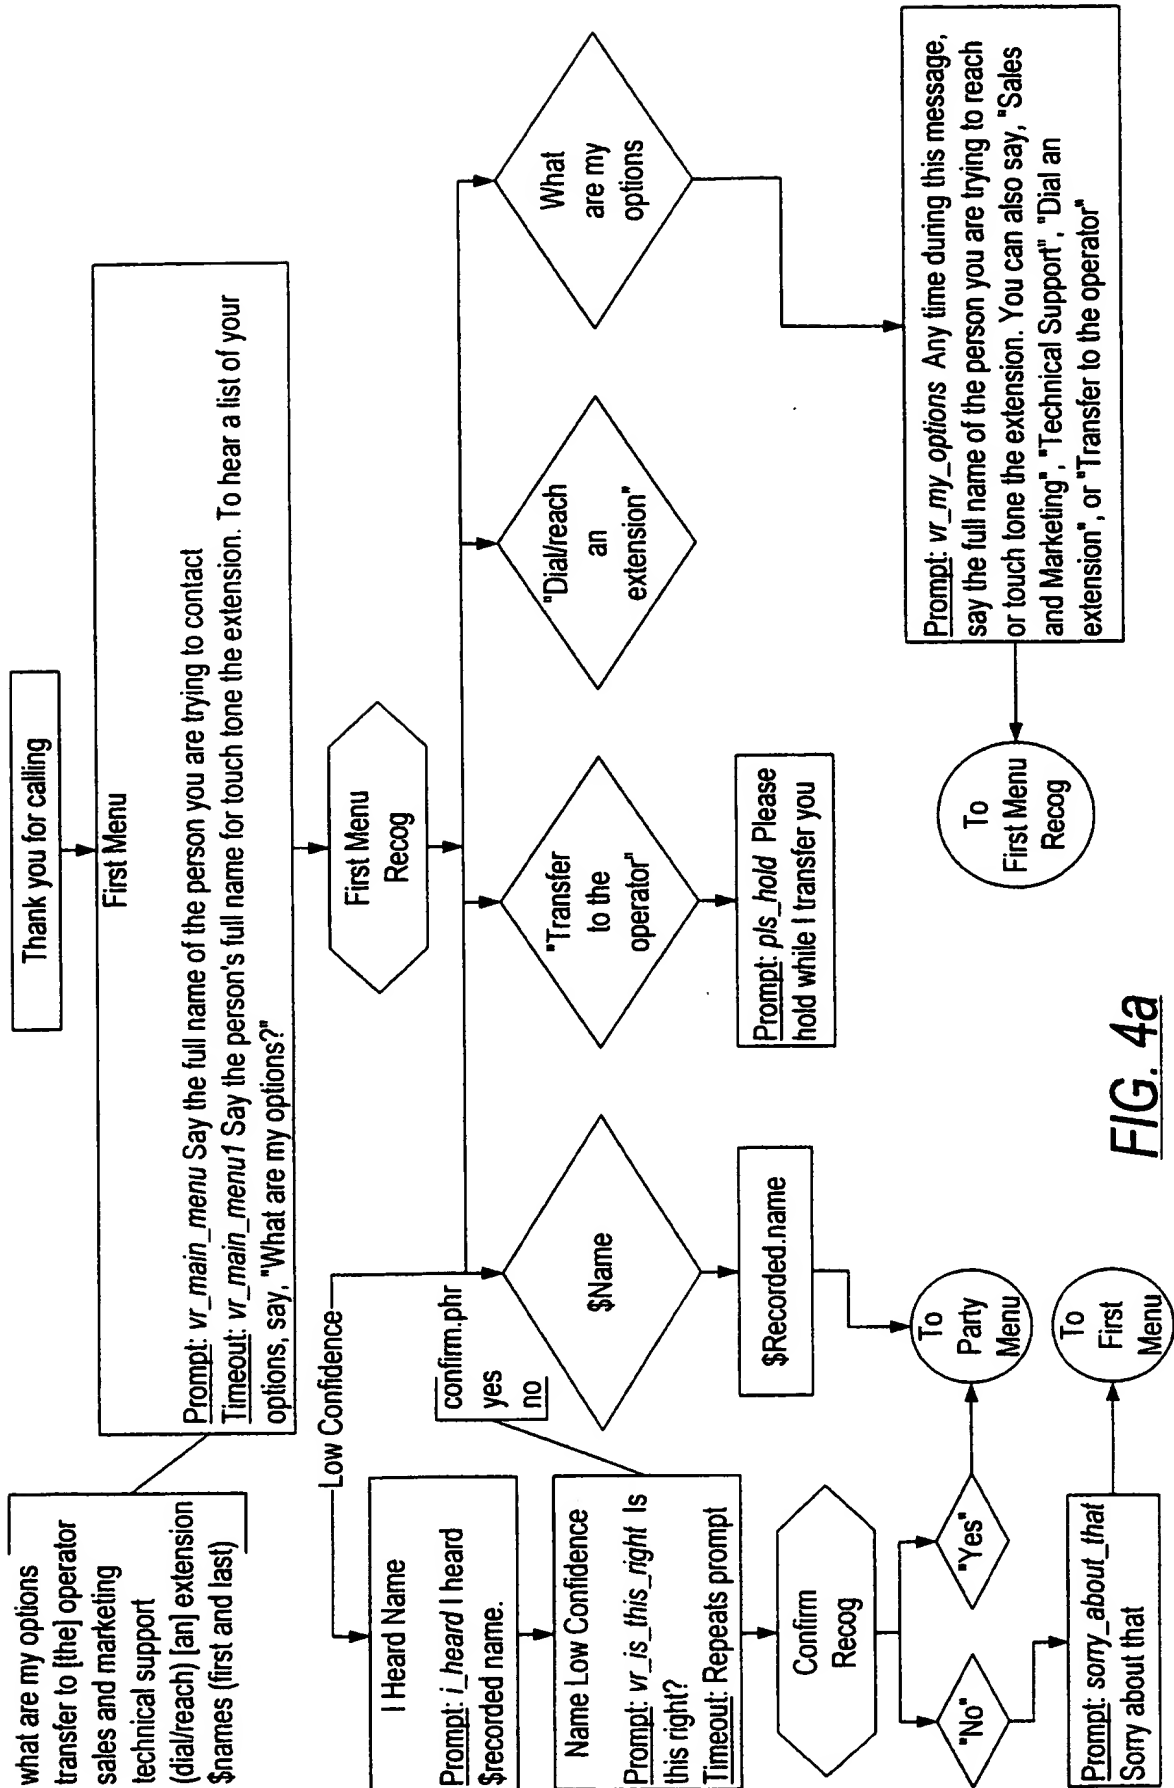 what are my options
transfer to [the] operator
sales and marketing
technical support
(dial/reach) [an] extension
$names (first and last)
Thank you for calling
First Menu
Prompt: vr_main_menu Say the full name of the person you are trying to contact
Timeout: vr_main_menu1 Say the person's full name for touch tone the extension. To hear a list of your
options, say, "What are my options?"
First Menu
Recog
Low Confidence
I Heard Name
Prompt: i_heard I heard
$recorded name.
confirm.phr
yes
no
Name Low Confidence
Prompt: vr_is_this_right Is
this right?
Timeout: Repeats prompt
Confirm
Recog
"No"
"Yes"
Prompt: sorry_about_that
Sorry about that
To
First
Menu
$Name
$Recorded.name
To
Party
Menu
"Transfer
to the
operator"
Prompt: pls_hold Please
hold while I transfer you
"Dial/reach
an
extension"
What
are my
options
Prompt: vr_my_options Any time during this message,
say the full name of the person you are trying to reach
or touch tone the extension. You can also say, "Sales
and Marketing", "Technical Support", "Dial an
extension", or "Transfer to the operator"
To
First Menu
Recog
FIG. 4a